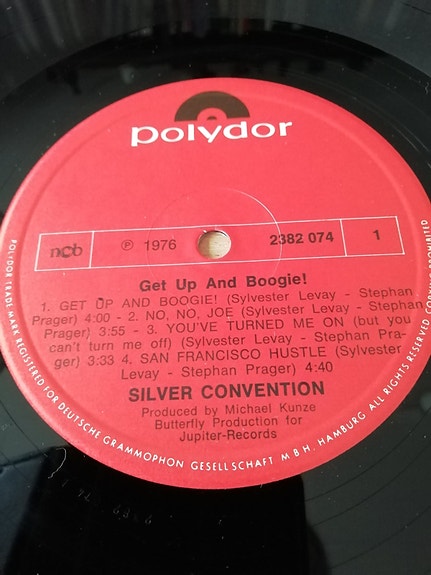 polydor
ncb
℗ 1976
2382 074
1
Get Up And Boogie!
1. GET UP AND BOOGIE! (Sylvester Levay - Stephan
Prager) 4:00 - 2. NO, NO, JOE (Sylvester Levay - Stephan
Prager) 3:55 - 3. YOU'VE TURNED ME ON (but you
can't turn me off) (Sylvester Levay - Stephan Pra-
ger) 3:33 4. SAN FRANCISCO HUSTLE (Sylvester
Levay - Stephan Prager) 4:40
SILVER CONVENTION
Produced by Michael Kunze
Butterfly Production for
Jupiter-Records
POLYDOR TRADE MARK REGISTERED FOR DEUTSCHE GRAMMOPHON GESELLSCHAFT M.B.H. HAMBURG ALL RIGHTS RESERVED. COPYING PROHIBITED